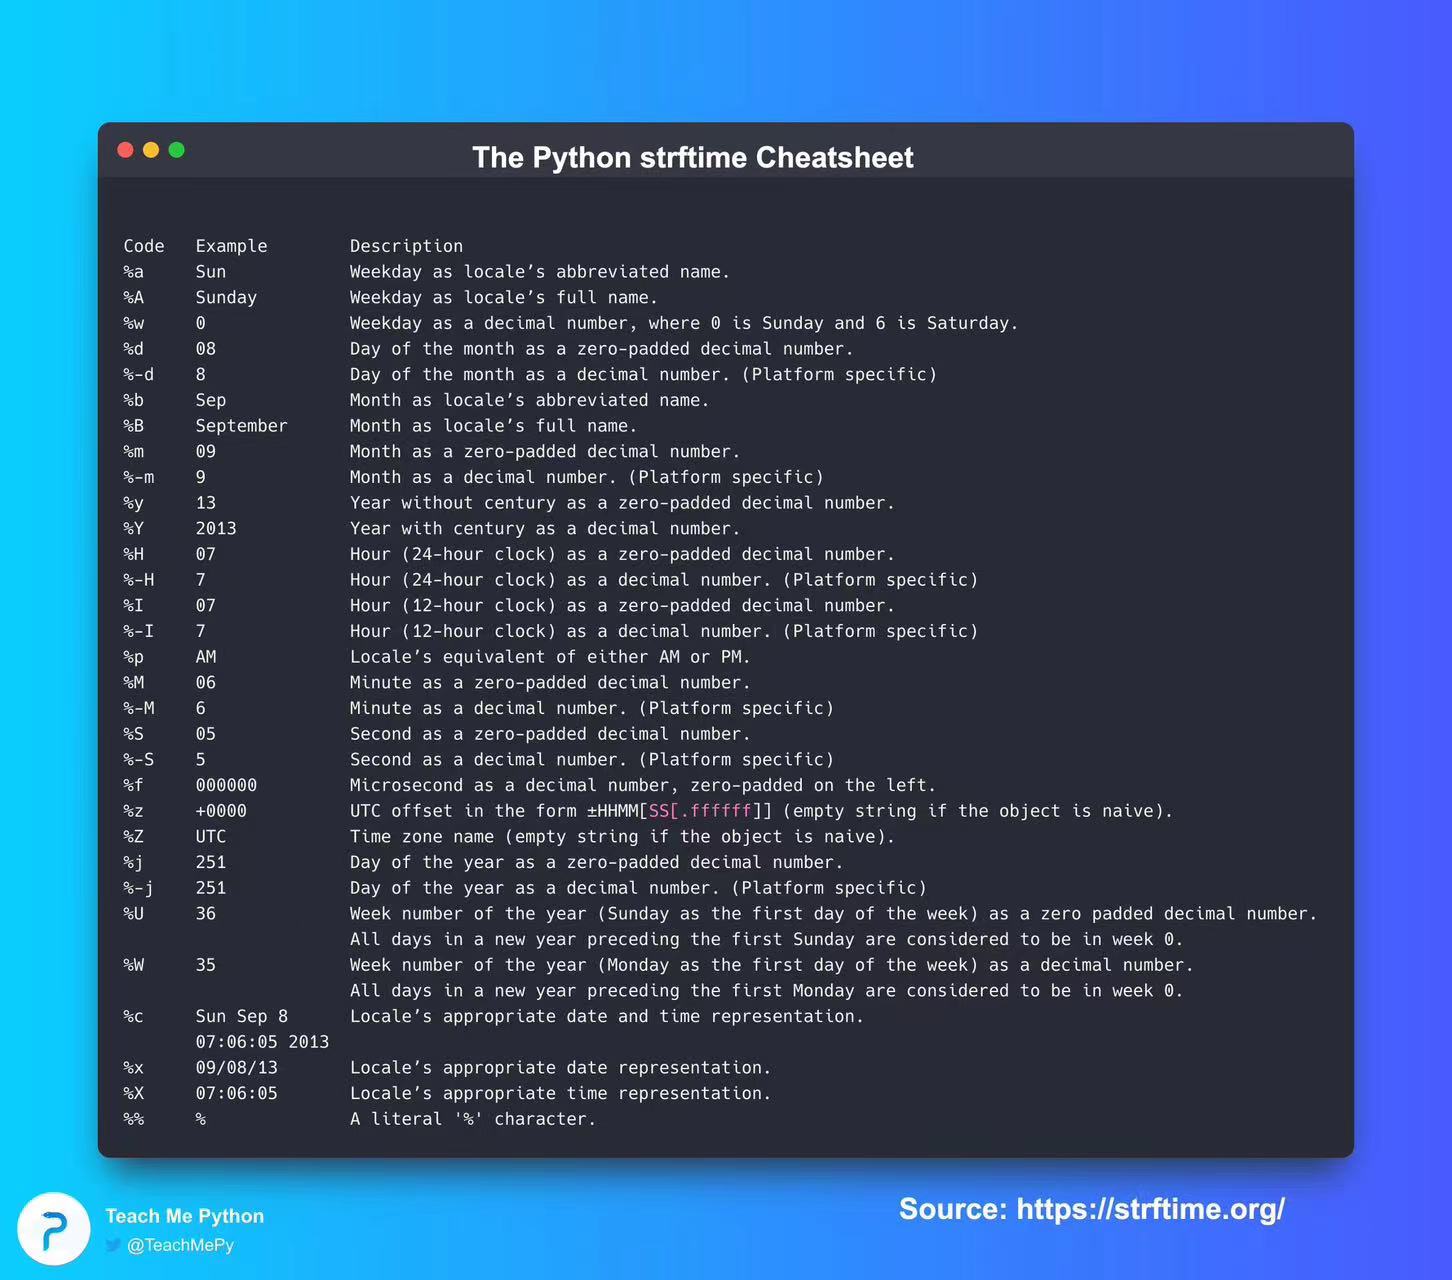 The Python strftime Cheatsheet
Code Example Description
%a Sun Weekday as locale’s abbreviated name.
%A Sunday Weekday as locale’s full name.
%w 0 Weekday as a decimal number, where 0 is Sunday and 6 is Saturday.
%d 08 Day of the month as a zero-padded decimal number.
%-d 8 Day of the month as a decimal number. (Platform specific)
%b Sep Month as locale’s abbreviated name.
%B September Month as locale’s full name.
%m 09 Month as a zero-padded decimal number.
%-m 9 Month as a decimal number. (Platform specific)
%y 13 Year without century as a zero-padded decimal number.
%Y 2013 Year with century as a decimal number.
%H 07 Hour (24-hour clock) as a zero-padded decimal number.
%-H 7 Hour (24-hour clock) as a decimal number. (Platform specific)
%I 07 Hour (12-hour clock) as a zero-padded decimal number.
%-I 7 Hour (12-hour clock) as a decimal number. (Platform specific)
%p AM Locale’s equivalent of either AM or PM.
%M 06 Minute as a zero-padded decimal number.
%-M 6 Minute as a decimal number. (Platform specific)
%S 05 Second as a zero-padded decimal number.
%-S 5 Second as a decimal number. (Platform specific)
%f 000000 Microsecond as a decimal number, zero-padded on the left.
%z +0000 UTC offset in the form ±HHMM[SS[.ffffff]] (empty string if the object is naive).
%Z UTC Time zone name (empty string if the object is naive).
%j 251 Day of the year as a zero-padded decimal number.
%-j 251 Day of the year as a decimal number. (Platform specific)
%U 36 Week number of the year (Sunday as the first day of the week) as a zero padded decimal number.
All days in a new year preceding the first Sunday are considered to be in week 0.
%W 35 Week number of the year (Monday as the first day of the week) as a decimal number.
All days in a new year preceding the first Monday are considered to be in week 0.
%c Sun Sep 8 Locale’s appropriate date and time representation.
07:06:05 2013
%x 09/08/13 Locale’s appropriate date representation.
%X 07:06:05 Locale’s appropriate time representation.
%% % A literal '%' character.
Teach Me Python
@TeachMePy
Source: https://strftime.org/